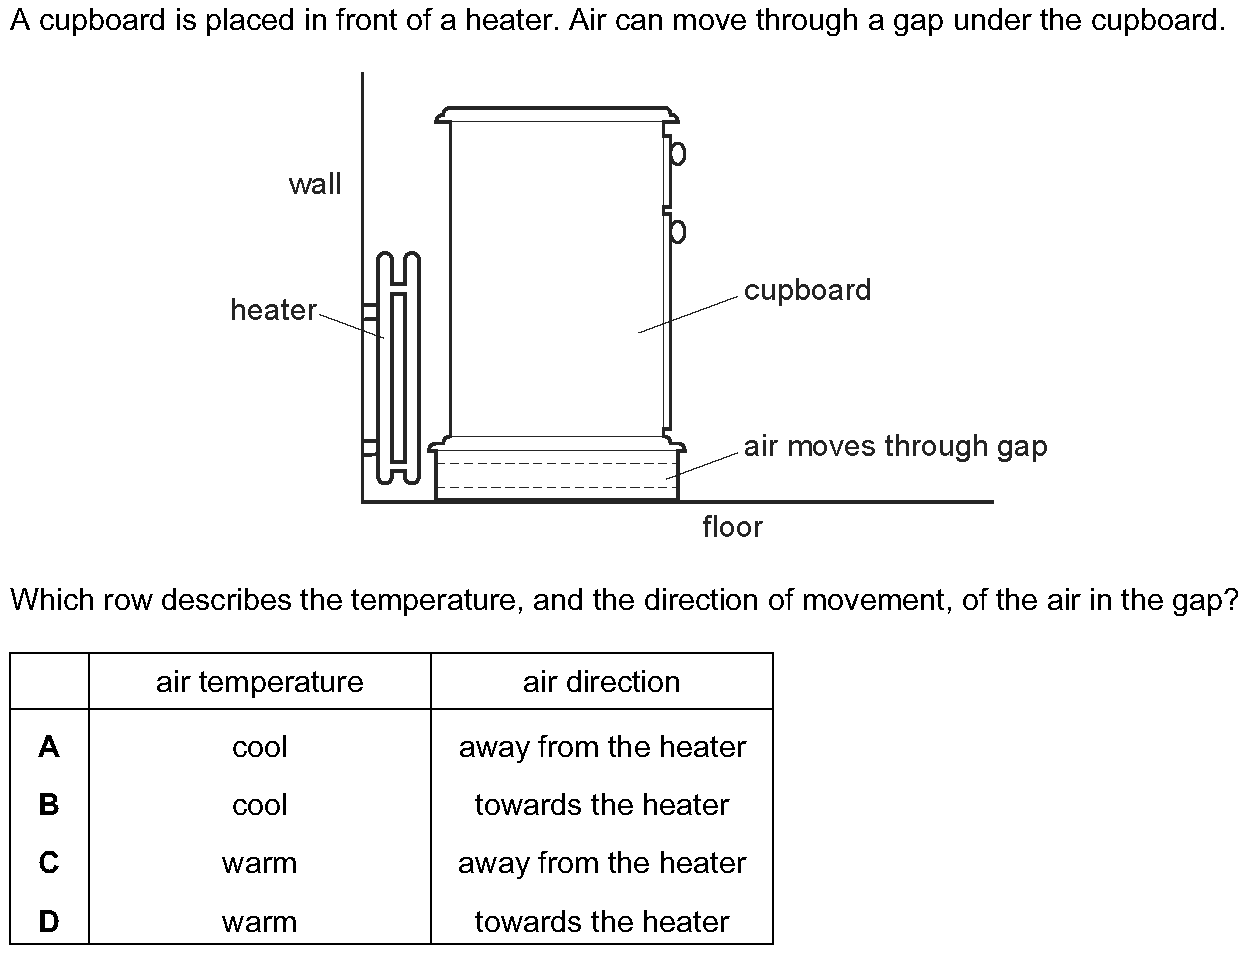 A cupboard is placed in front of a heater. Air can move through a gap under the cupboard.
wall
heater
cupboard
air moves through gap
floor
Which row describes the temperature, and the direction of movement, of the air in the gap?
air temperature air direction
A cool away from the heater
B cool towards the heater
C warm away from the heater
D warm towards the heater